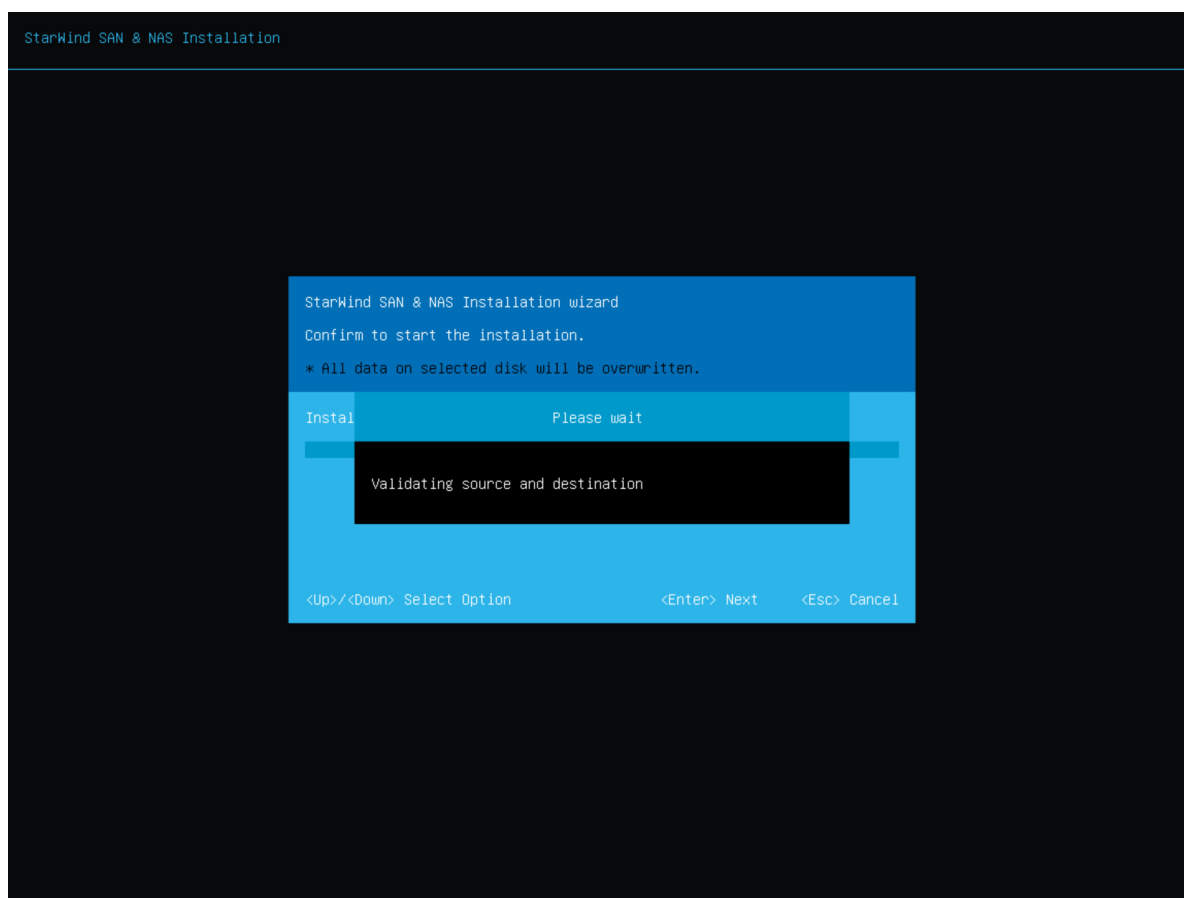 StarWind SAN & NAS Installation
StarWind SAN & NAS Installation wizard
Confirm to start the installation.
* All data on selected disk will be overwritten.
Instal
Please wait
Validating source and destination
<Up>/<Down> Select Option <Enter> Next <Esc> Cancel